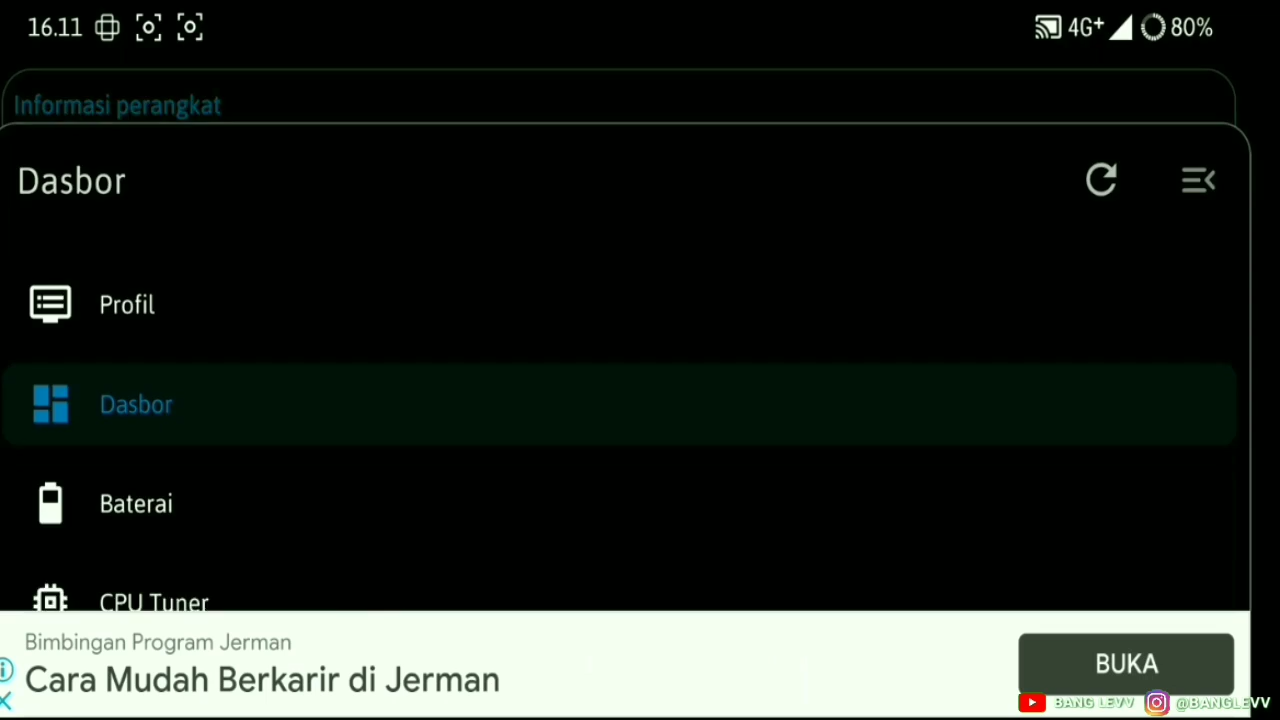 16.11 4G+ 80%
Informasi perangkat
Dasbor
Profil
Dasbor
Baterai
CPU Tuner
Bimbingan Program Jerman
Cara Mudah Berkarir di Jerman
BUKA
BANG LEVV @BANGLEVV